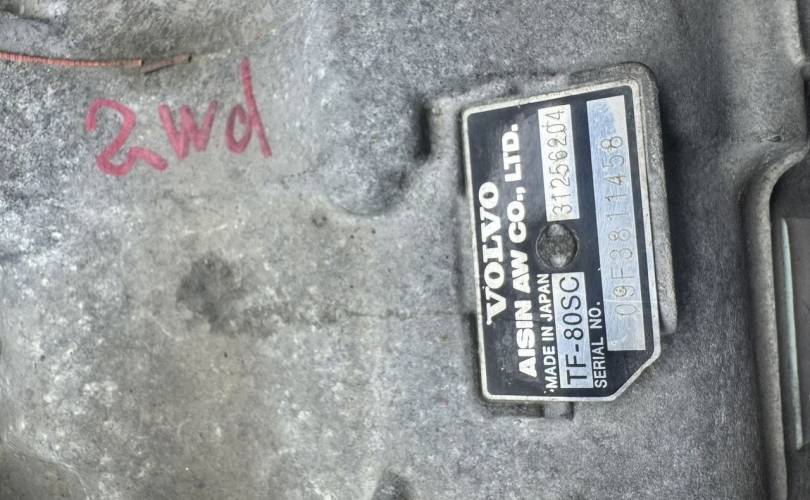 2wd
VOLVO
AISIN AW CO., LTD.
MADE IN JAPAN 31256204
TF-80SC
SERIAL NO. 09F3811458